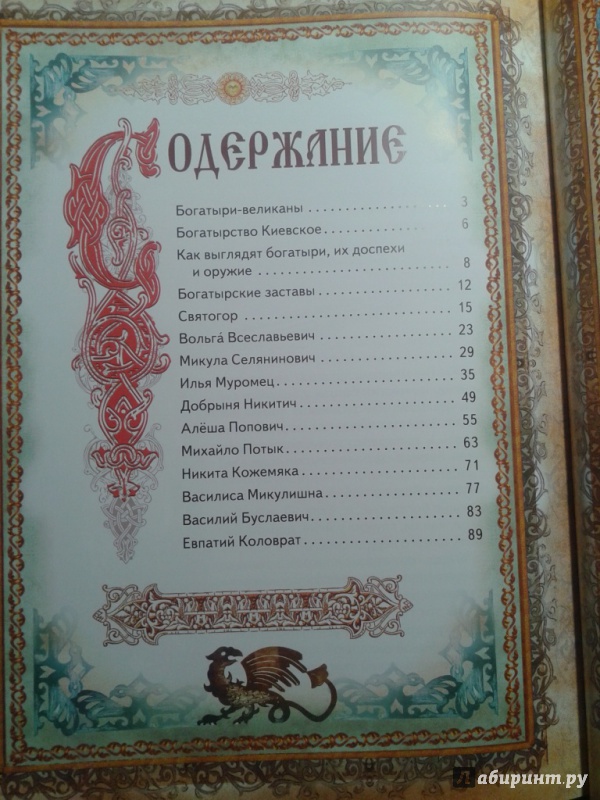 СОДЕРЖАНИЕ
Богатыри-великаны . . . . . . . . . . . . . . . . . 3
Богатырство Киевское . . . . . . . . . . . . . . . 6
Как выглядят богатыри, их доспехи
и оружие . . . . . . . . . . . . . . . . . . . . . . 8
Богатырские заставы . . . . . . . . . . . . . . . . 12
Святогор . . . . . . . . . . . . . . . . . . . . . . 15
Вольга́ Всеславьевич . . . . . . . . . . . . . . . . 23
Микула Селянинович . . . . . . . . . . . . . . . . 29
Илья Муромец . . . . . . . . . . . . . . . . . . . . 35
Добрыня Никитич . . . . . . . . . . . . . . . . . . 49
Алёша Попович . . . . . . . . . . . . . . . . . . . 55
Михайло Потык . . . . . . . . . . . . . . . . . . . 63
Никита Кожемяка . . . . . . . . . . . . . . . . . . 71
Василиса Микулишна . . . . . . . . . . . . . . . . 77
Василий Буслаевич . . . . . . . . . . . . . . . . . 83
Евпатий Коловрат . . . . . . . . . . . . . . . . . . 89
Лабиринт.ру